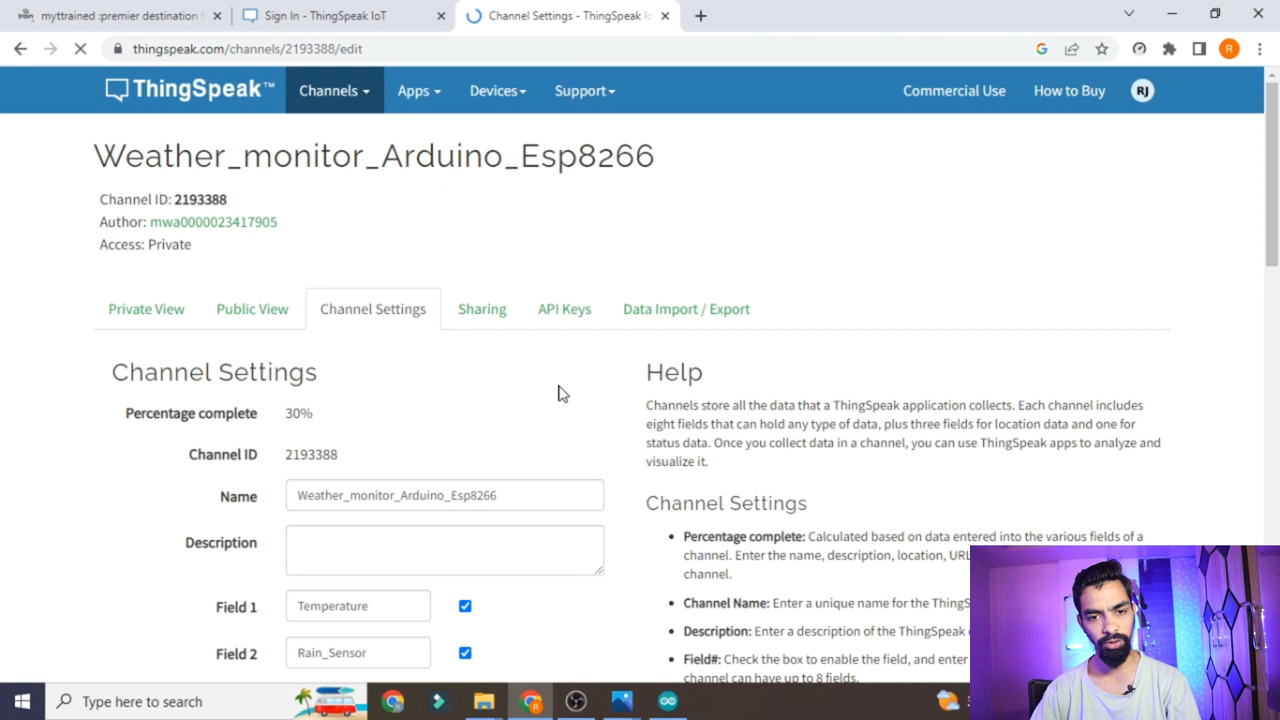 myttrained :premier destination f
Sign In - ThingSpeak IoT
Channel Settings - ThingSpeak Io
thingspeak.com/channels/2193388/edit
ThingSpeak™
Channels
Apps
Devices
Support
Commercial Use
How to Buy
RJ
Weather_monitor_Arduino_Esp8266
Channel ID: 2193388
Author: mwa0000023417905
Access: Private
Private View
Public View
Channel Settings
Sharing
API Keys
Data Import / Export
Channel Settings
Percentage complete 30%
Channel ID 2193388
Name Weather_monitor_Arduino_Esp8266
Description
Field 1 Temperature
Field 2 Rain_Sensor
Help
Channels store all the data that a ThingSpeak application collects. Each channel includes
eight fields that can hold any type of data, plus three fields for location data and one for
status data. Once you collect data in a channel, you can use ThingSpeak apps to analyze and
visualize it.
Channel Settings
• Percentage complete: Calculated based on data entered into the various fields of a
channel. Enter the name, description, location, URL
channel.
• Channel Name: Enter a unique name for the ThingS
• Description: Enter a description of the ThingSpeak
• Field#: Check the box to enable the field, and enter
channel can have up to 8 fields.
Type here to search